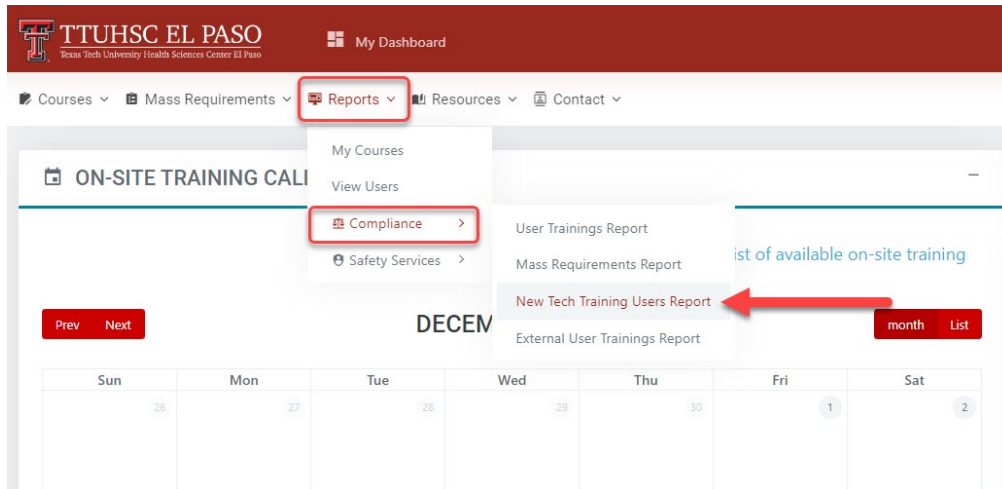 TTUHSC EL PASO
Texas Tech University Health Sciences Center El Paso
My Dashboard
Courses
Mass Requirements
Reports
Resources
Contact
My Courses
View Users
Compliance
Safety Services
User Trainings Report
Mass Requirements Report
New Tech Training Users Report
External User Trainings Report
ON-SITE TRAINING CAL
ist of available on-site training
Prev Next
DECEM
month List
Sun Mon Tue Wed Thu Fri Sat
26 27 28 29 30 1 2